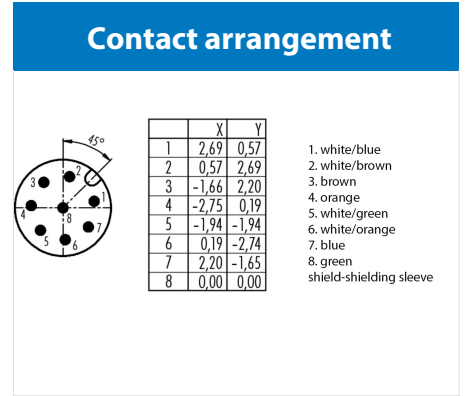 Contact arrangement
45°
2
3
1
4
8
7
5
6
X Y
1 2,69 0,57
2 0,57 2,69
3 -1,66 2,20
4 -2,75 0,19
5 -1,94 -1,94
6 0,19 -2,74
7 2,20 -1,65
8 0,00 0,00
1. white/blue
2. white/brown
3. brown
4. orange
5. white/green
6. white/orange
7. blue
8. green
shield-shielding sleeve